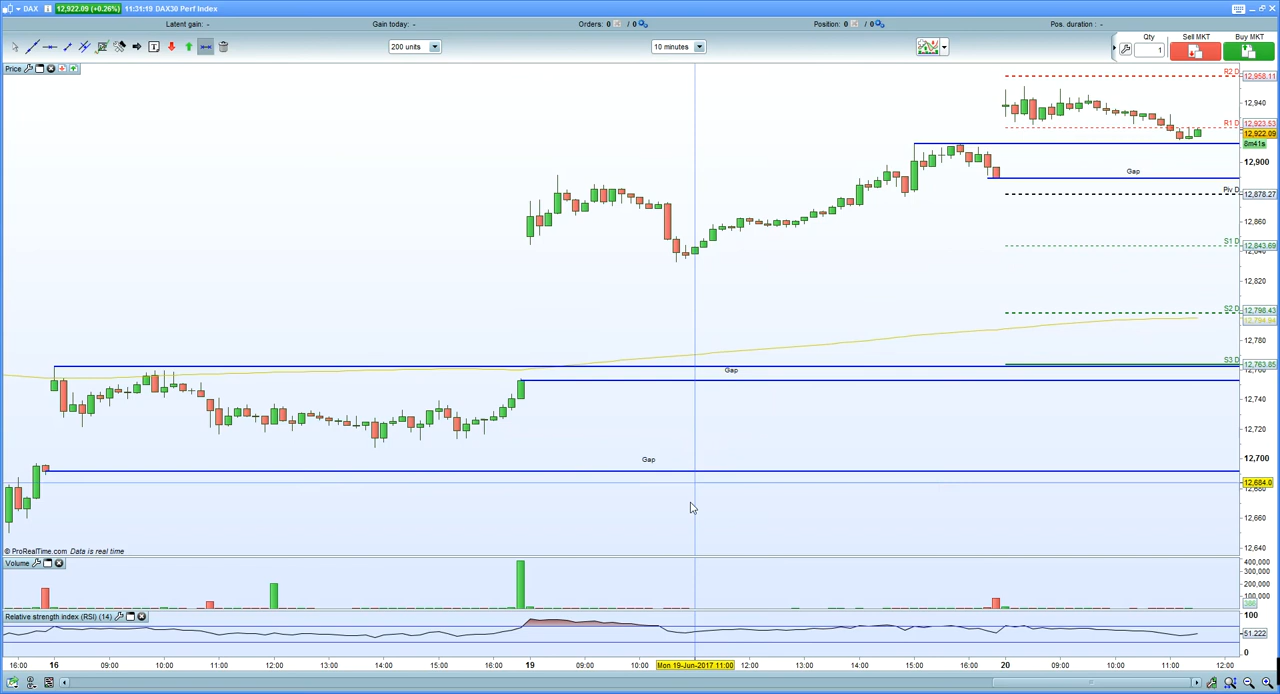 DAX 12,922.09 (+0.26%) 11:31:19 DAX30 Perf Index
Latent gain: - Gain today: - Orders: 0 / 0 Position: 0 / 0 Pos. duration : -
200 units 10 minutes Qty Sell MKT Buy MKT
1
Price
R2 D 12,958.11
12,940
R1 D 12,923.53
12,922.09
8m41s
12,900
Gap
Piv D 12,878.27
12,860
S1 D 12,843.69
12,820
S2 D 12,798.43
12,794.94
12,780
S3 D 12,763.85
Gap
12,740
12,720
Gap
12,700
12,684.0
12,660
12,640
© ProRealTime.com Data is real time
Volume
400,000
300,000
200,000
100,000
Relative strength index (RSI) (14)
100
51.222
0
16:00 16 09:00 10:00 11:00 12:00 13:00 14:00 15:00 16:00 19 09:00 10:00 Mon 19-Jun-2017 11:00 12:00 13:00 14:00 15:00 16:00 20 09:00 10:00 11:00 12:00